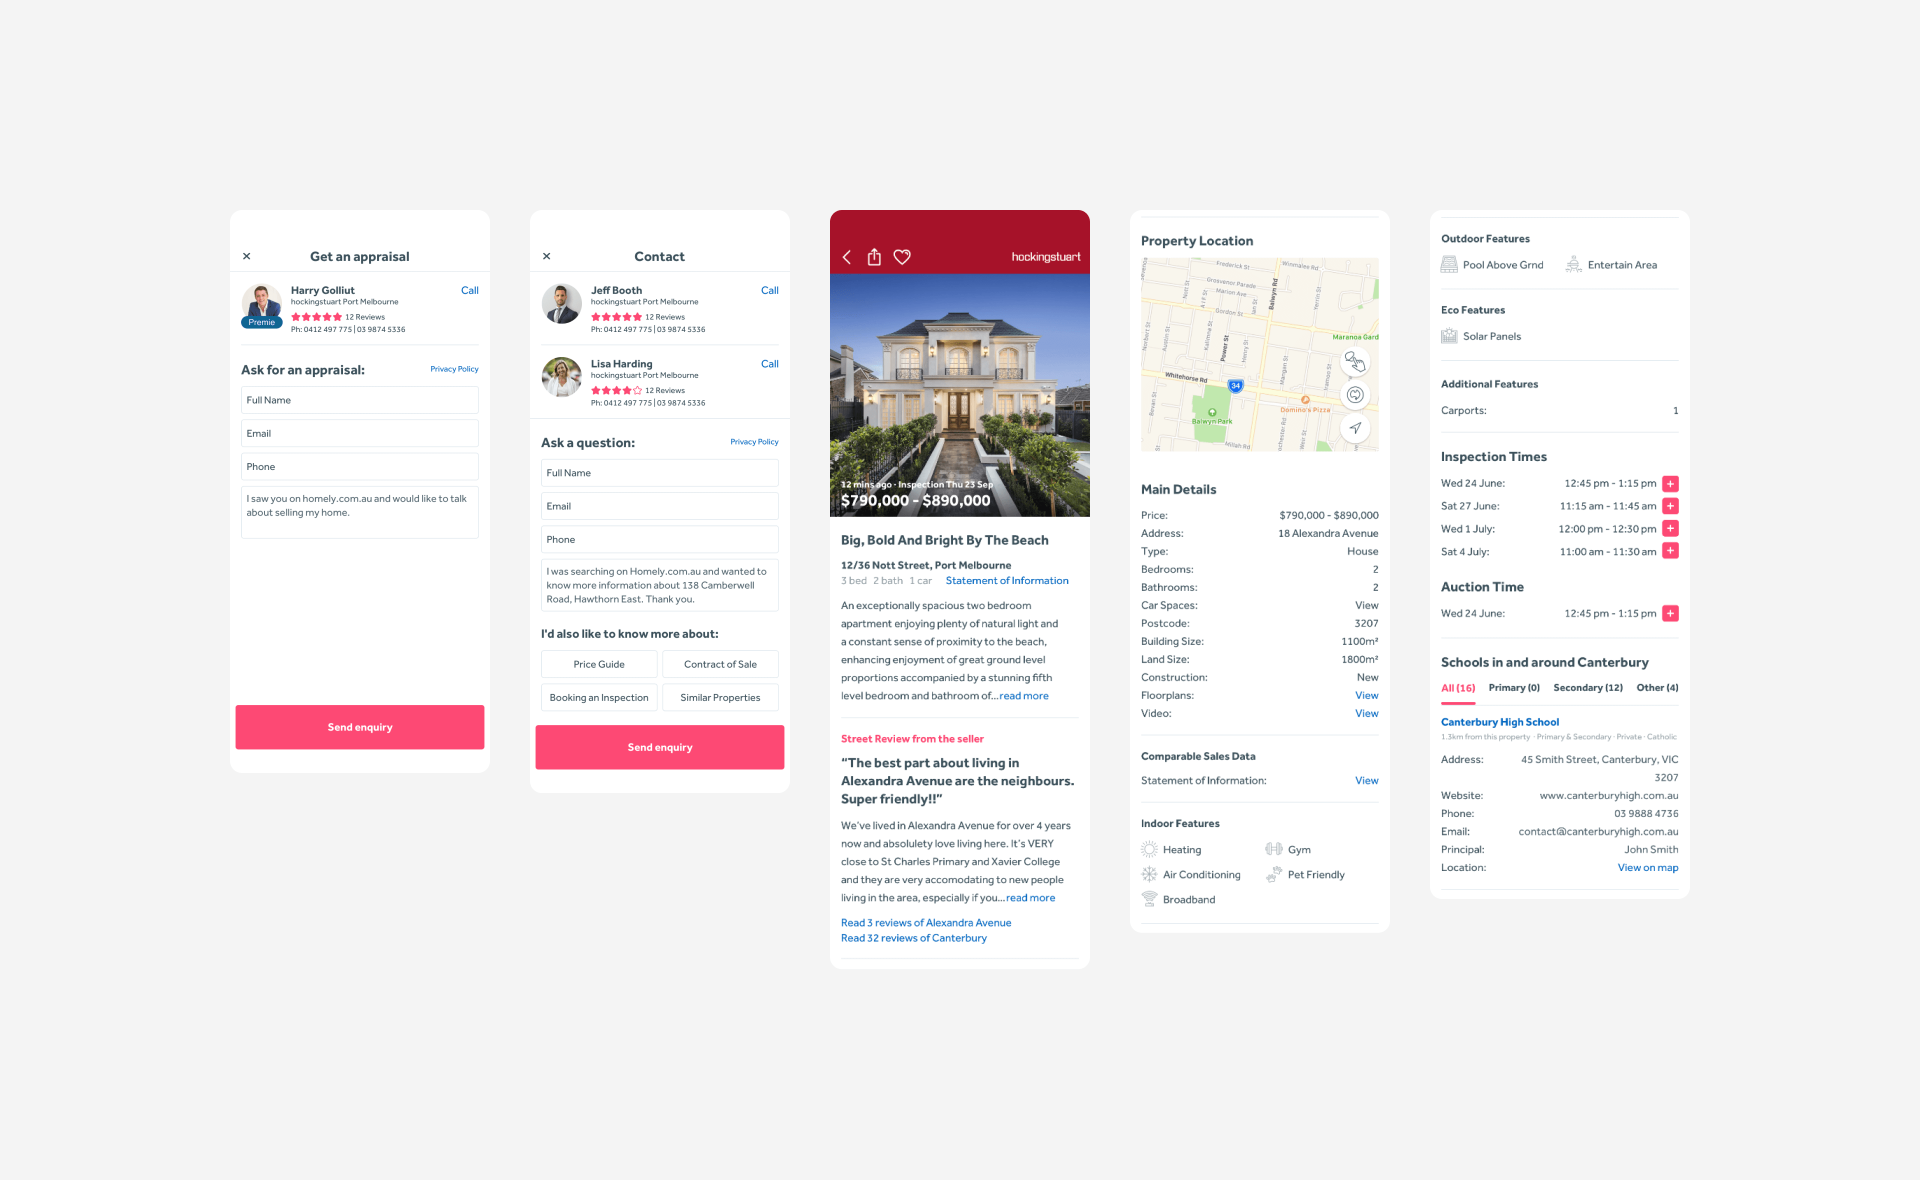 Get an appraisal
Harry Golliut
Call
hockingstuart Port Melbourne
12 Reviews
Premie
Ph: 0412 497 775 | 03 9874 5336
Ask for an appraisal:
Privacy Policy
Full Name
Email
Phone
I saw you on homely.com.au and would like to talk
about selling my home.
Send enquiry
Contact
Jeff Booth
Call
hockingstuart Port Melbourne
12 Reviews
Ph: 0412 497 775 | 03 9874 5336
Lisa Harding
Call
hockingstuart Port Melbourne
12 Reviews
Ph: 0412 497 775 | 03 9874 5336
Ask a question:
Privacy Policy
Full Name
Email
Phone
I was searching on Homely.com.au and wanted to
know more information about 138 Camberwell
Road, Hawthorn East. Thank you.
I'd also like to know more about:
Price Guide
Contract of Sale
Booking an Inspection
Similar Properties
Send enquiry
hockingstuart
12 mins ago - Inspection Thu 23 Sep
$790,000 - $890,000
Big, Bold And Bright By The Beach
12/36 Nott Street, Port Melbourne
3 bed 2 bath 1 car Statement of Information
An exceptionally spacious two bedroom
apartment enjoying plenty of natural light and
a constant sense of proximity to the beach,
enhancing enjoyment of great ground level
proportions accompanied by a stunning fifth
level bedroom and bathroom of...read more
Street Review from the seller
“The best part about living in
Alexandra Avenue are the neighbours.
Super friendly!!”
We've lived in Alexandra Avenue for over 4 years
now and absolulety love living here. It's VERY
close to St Charles Primary and Xavier College
and they are very accomodating to new people
living in the area, especially if you...read more
Read 3 reviews of Alexandra Avenue
Read 32 reviews of Canterbury
Property Location
Frederick St
Winmalee Rd
Grosvenor Parade
Marion Ave
Balwyn Rd
Nott St
Gordon St
Maranoa Gard
Power St
Whitehorse Rd
34
Domino's Pizza
Balwyn Park
Millah Rd
Main Details
Price: $790,000 - $890,000
Address: 18 Alexandra Avenue
Type: House
Bedrooms: 2
Bathrooms: 2
Car Spaces: View
Postcode: 3207
Building Size: 1100m²
Land Size: 1800m²
Construction: New
Floorplans: View
Video: View
Comparable Sales Data
Statement of Information: View
Indoor Features
Heating
Gym
Air Conditioning
Pet Friendly
Broadband
Outdoor Features
Pool Above Grnd
Entertain Area
Eco Features
Solar Panels
Additional Features
Carports: 1
Inspection Times
Wed 24 June: 12:45 pm - 1:15 pm +
Sat 27 June: 11:15 am - 11:45 am +
Wed 1 July: 12:00 pm - 12:30 pm +
Sat 4 July: 11:00 am - 11:30 am +
Auction Time
Wed 24 June: 12:45 pm - 1:15 pm +
Schools in and around Canterbury
All (16) Primary (0) Secondary (12) Other (4)
Canterbury High School
1.3km from this property · Primary & Secondary · Private · Catholic
Address: 45 Smith Street, Canterbury, VIC
3207
Website: www.canterburyhigh.com.au
Phone: 03 9888 4736
Email: contact@canterburyhigh.com.au
Principal: John Smith
Location: View on map